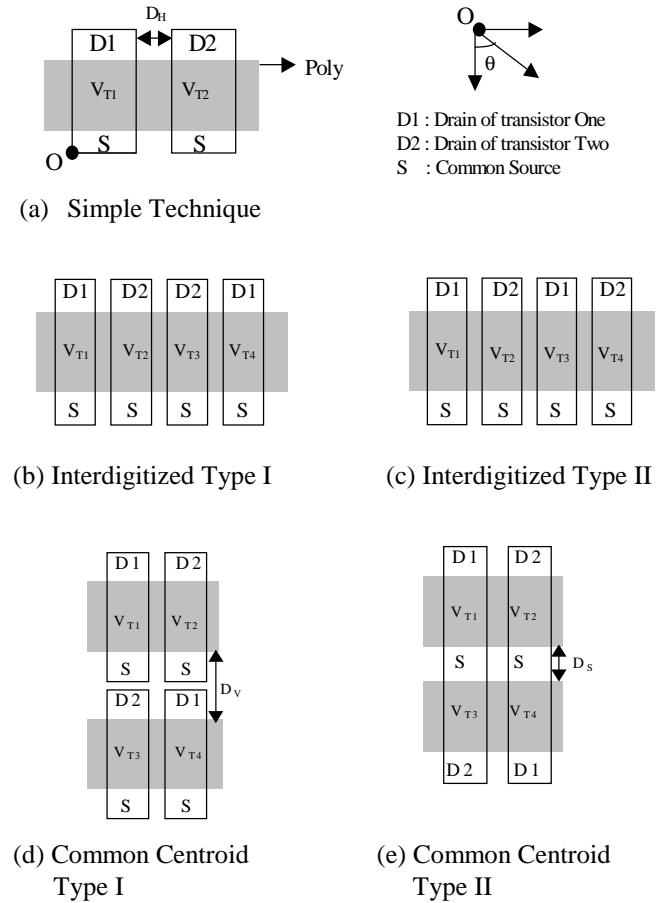 D_H
D1 D2
V_T1 V_T2
Poly
S S
O
(a) Simple Technique
O
θ
D1 : Drain of transistor One
D2 : Drain of transistor Two
S : Common Source
D1 D2 D2 D1
V_T1 V_T2 V_T3 V_T4
S S S S
(b) Interdigitized Type I
D1 D2 D1 D2
V_T1 V_T2 V_T3 V_T4
S S S S
(c) Interdigitized Type II
D1 D2
V_T1 V_T2
S S
D_V
D2 D1
V_T3 V_T4
S S
(d) Common Centroid
Type I
D1 D2
V_T1 V_T2
S S
D_S
V_T3 V_T4
D2 D1
(e) Common Centroid
Type II